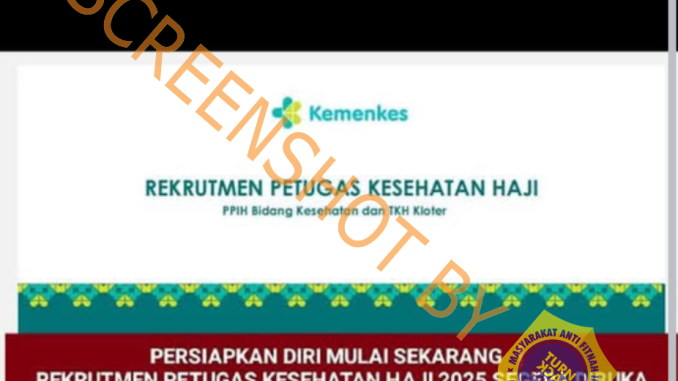 SCREENSHOT BY
Kemenkes
REKRUTMEN PETUGAS KESEHATAN HAJI
PPIH Bidang Kesehatan dan TKH Kloter
MASYARAKAT ANTI FITNAH
TURN
PERSIAPKAN DIRI MULAI SEKARANG
REKRUTMEN PETUGAS KESEHATAN HAJI 2025